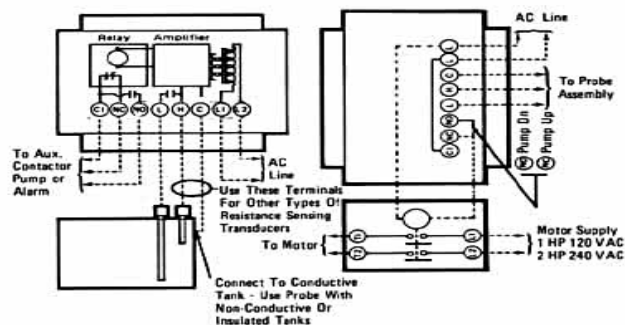 Relay Amplifier
C1 NC NO L H C L1 L2
To Aux.
Contactor
Pump or
Alarm
AC
Line
Use These Terminals
For Other Types Of
Resistance Sensing
Transducers
Connect To Conductive
Tank - Use Probe With
Non-Conductive Or
Insulated Tanks
AC Line
To Probe
Assembly
C
H
L
Pump Dn
Pump Up
To Motor
T1
T2
Motor Supply
1 HP 120 VAC
2 HP 240 VAC